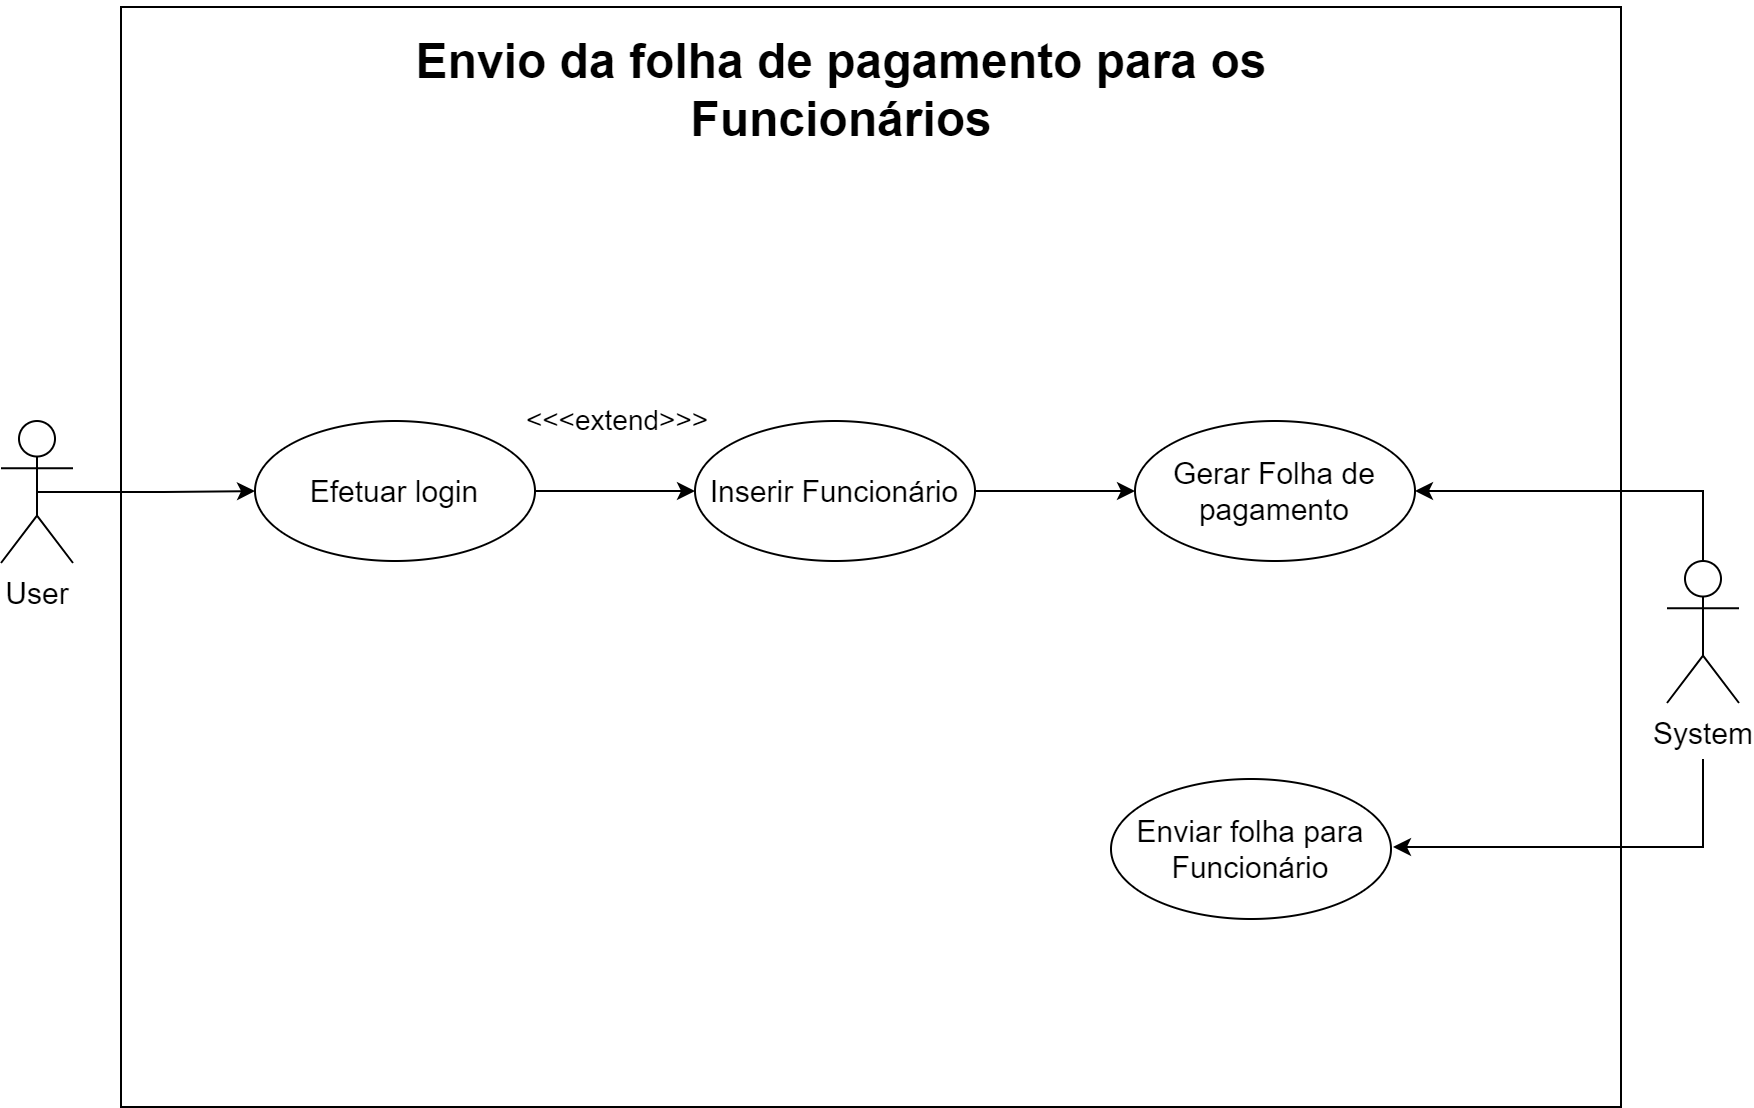 Envio da folha de pagamento para os
Funcionários
<<<extend>>>
Efetuar login
Inserir Funcionário
Gerar Folha de
pagamento
User
System
Enviar folha para
Funcionário